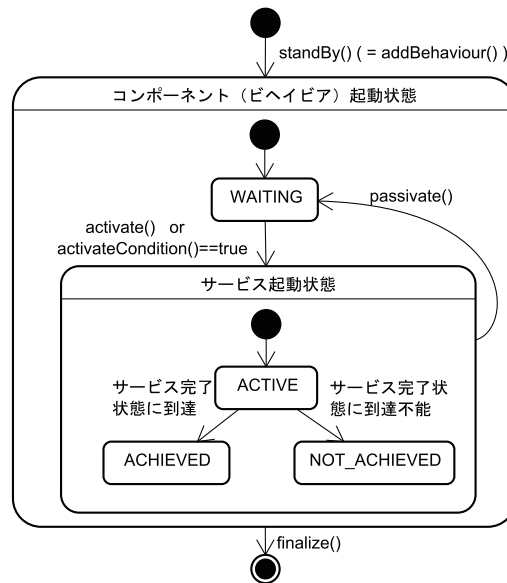 standBy() ( = addBehaviour() )
コンポーネント（ビヘイビア）起動状態
WAITING
passivate()
activate() or
activateCondition()==true
サービス起動状態
ACTIVE
サービス完了
状態に到達
サービス完了状
態に到達不能
ACHIEVED
NOT_ACHIEVED
finalize()